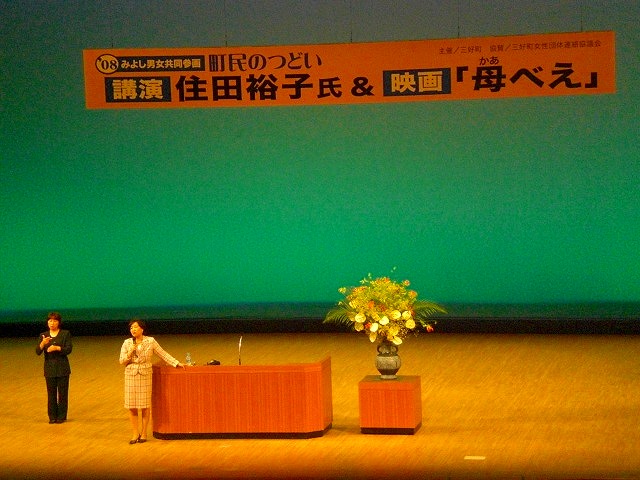 '08 みよし男女共同参画 町民のつどい
主催／三好町 協賛／三好町女性団体連絡協議会
講演 住田裕子氏 & 映画「母べえ」
かあ